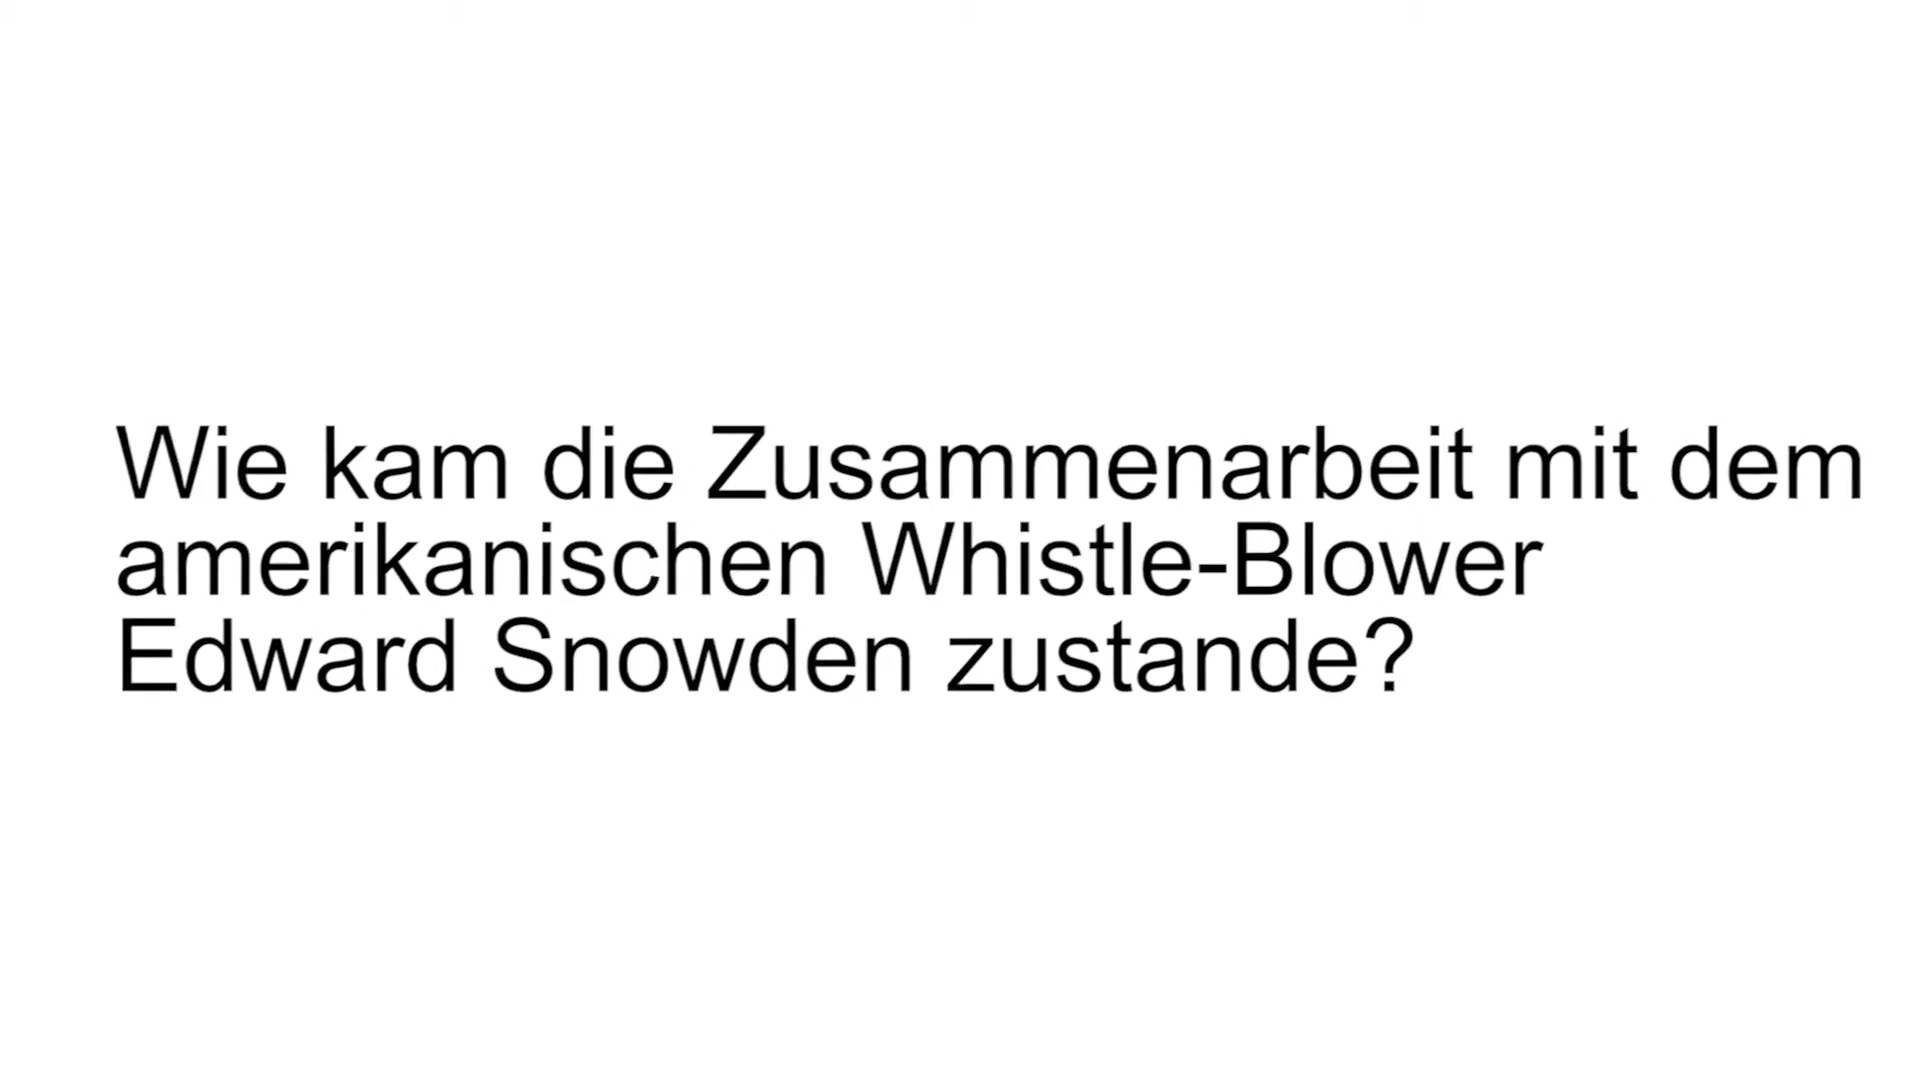 Wie kam die Zusammenarbeit mit dem
amerikanischen Whistle-Blower
Edward Snowden zustande?